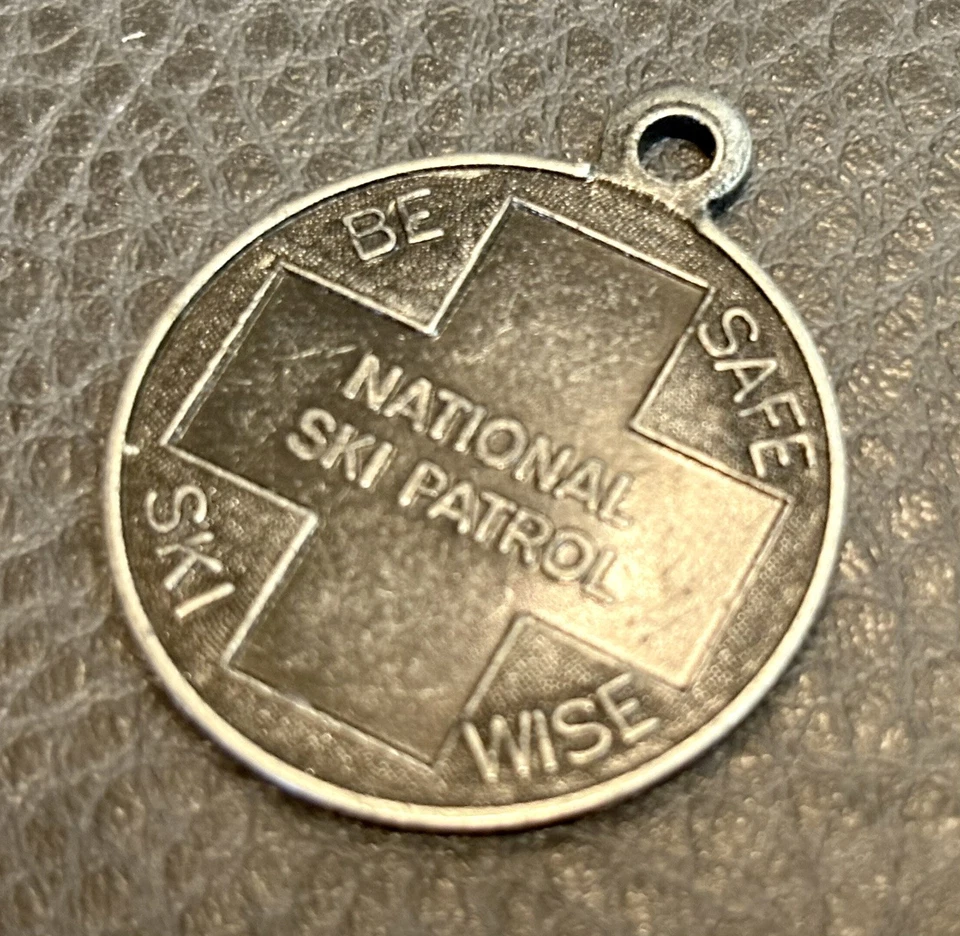 BE SAFE
NATIONAL
SKI PATROL
SKI WISE